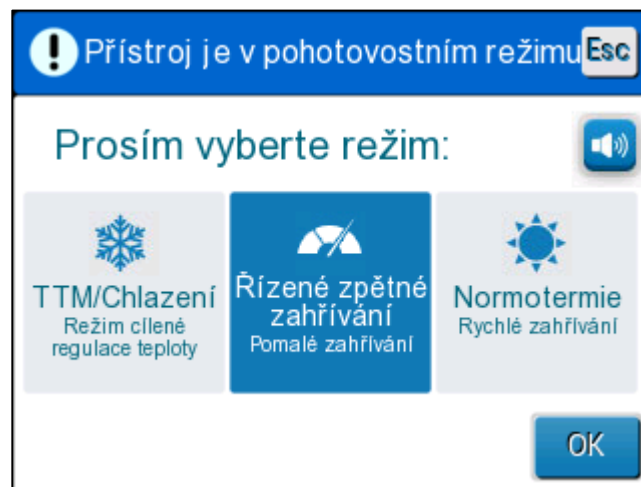 Přístroj je v pohotovostním režimu
Esc
Prosím vyberte režim:
TTM/Chlazení
Režim cílené
regulace teploty
Řízené zpětné
zahřívání
Pomalé zahřívání
Normotermie
Rychlé zahřívání
OK